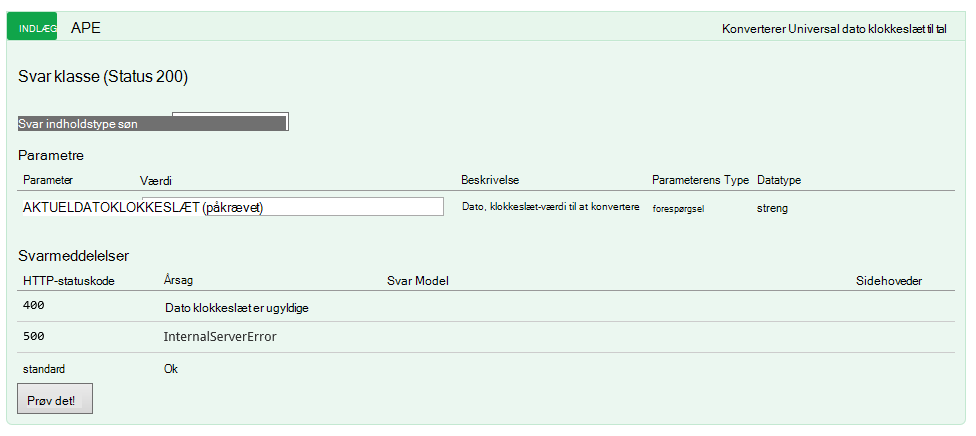 INDLÆG APE Konverterer Universal dato klokkeslæt til tal
Svar klasse (Status 200)
Svar indholdstype søn
Parametre
Parameter Værdi Beskrivelse Parameterens Type Datatype
AKTUELDATOKLOKKESLÆT (påkrævet) Dato, klokkeslæt-værdi til at konvertere forespørgsel streng
Svarmeddelelser
HTTP-statuskode Årsag Svar Model Sidehoveder
400 Dato klokkeslæt er ugyldige
500 InternalServerError
standard Ok
Prøv det!